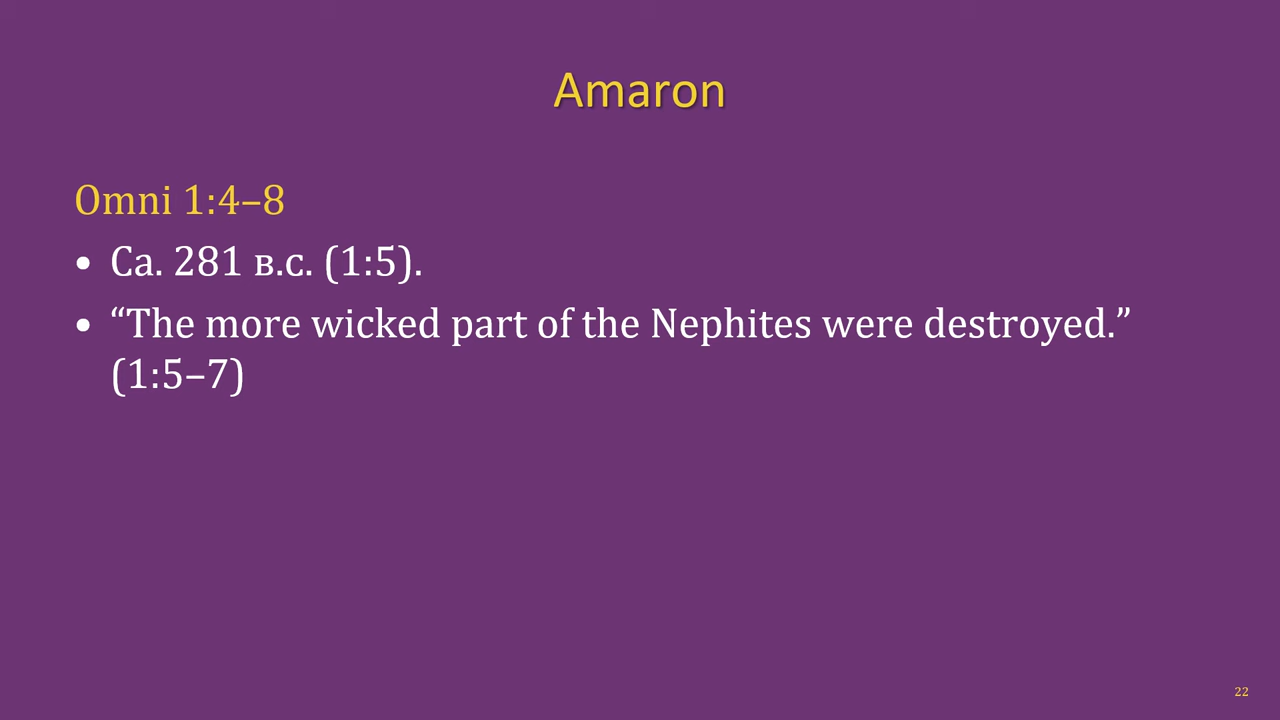 Amaron
Omni 1:4–8
• Ca. 281 B.C. (1:5).
• “The more wicked part of the Nephites were destroyed.”
(1:5–7)
22